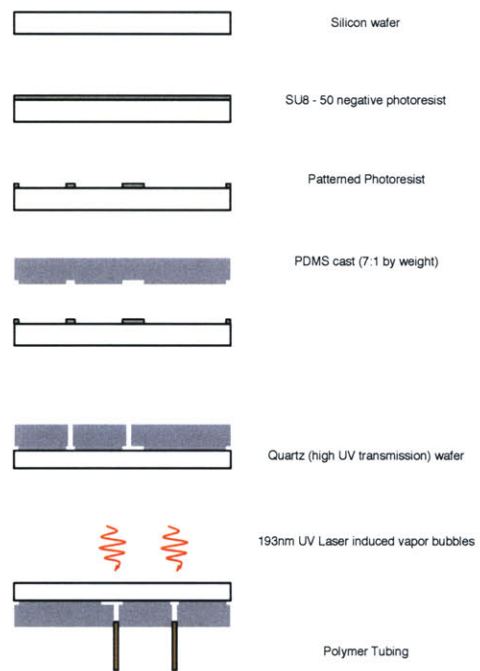 Silicon wafer
SU8 - 50 negative photoresist
Patterned Photoresist
PDMS cast (7:1 by weight)
Quartz (high UV transmission) wafer
193nm UV Laser induced vapor bubbles
Polymer Tubing